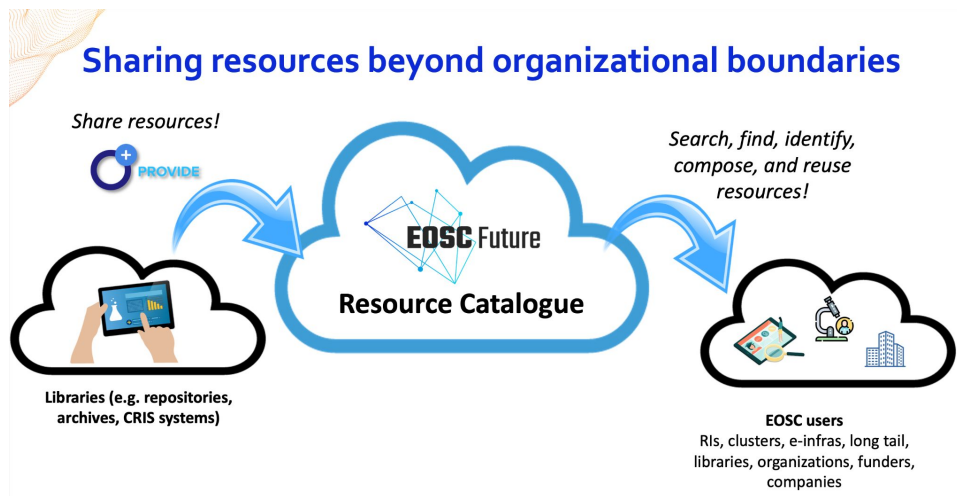 Sharing resources beyond organizational boundaries
Share resources!
PROVIDE
Search, find, identify,
compose, and reuse
resources!
EOSC Future
Resource Catalogue
Libraries (e.g. repositories,
archives, CRIS systems)
EOSC users
RIs, clusters, e-infras, long tail,
libraries, organizations, funders,
companies